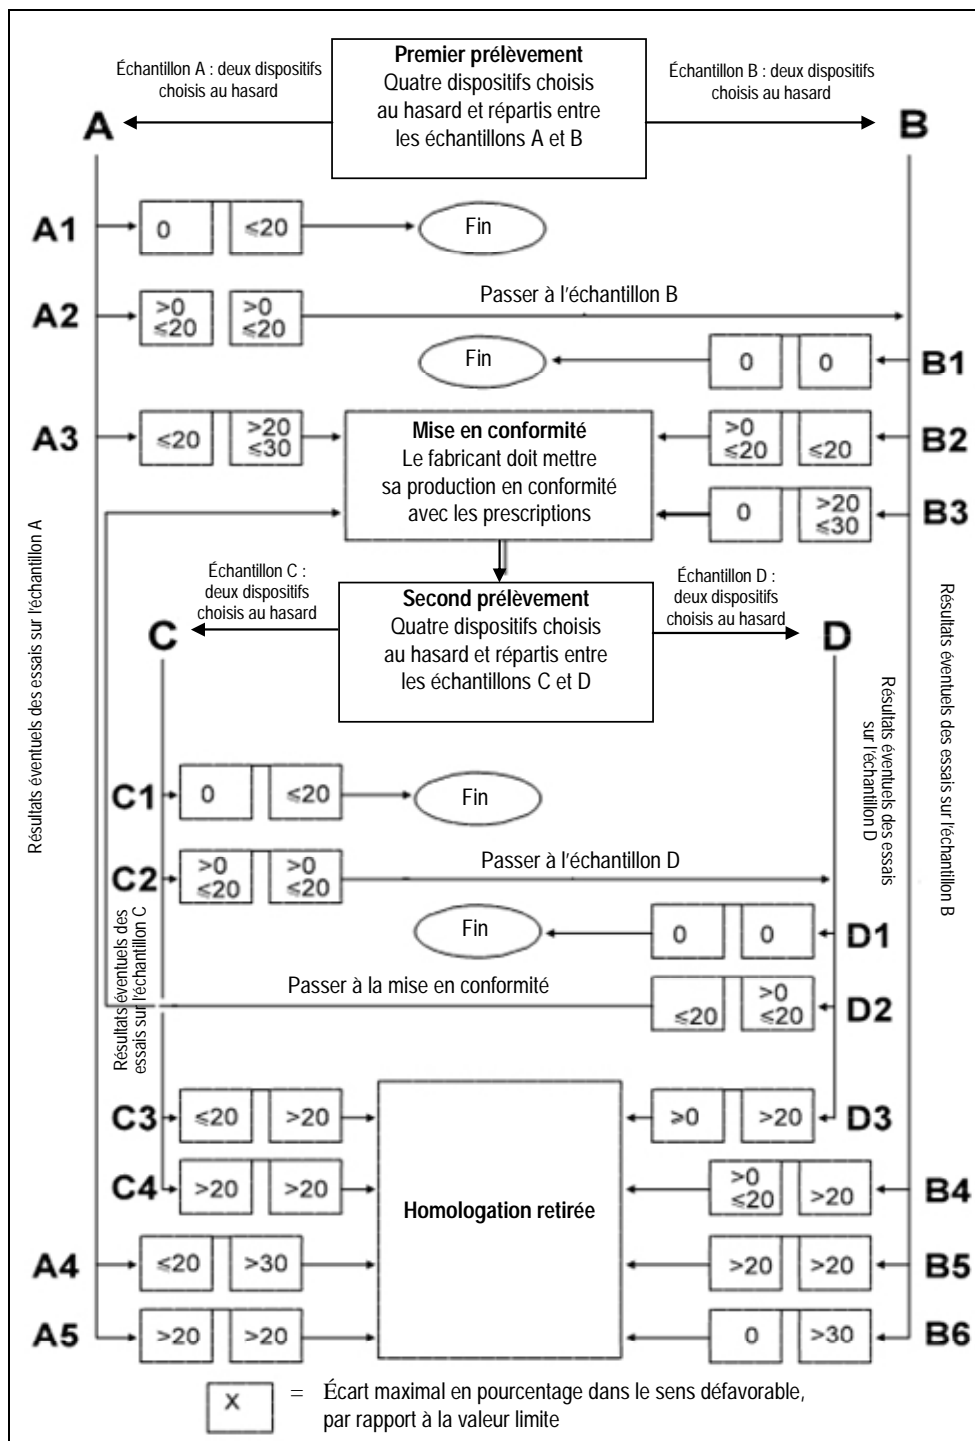 Premier prélèvement
Quatre dispositifs choisis
au hasard et répartis entre
les échantillons A et B
Échantillon A : deux dispositifs
choisis au hasard
Échantillon B : deux dispositifs
choisis au hasard
A
B
A1
0
≤20
Fin
A2
>0
≤20
>0
≤20
Passer à l'échantillon B
Fin
0
0
B1
A3
≤20
>20
≤30
Mise en conformité
Le fabricant doit mettre
sa production en conformité
avec les prescriptions
>0
≤20
≤20
B2
0
>20
≤30
B3
Résultats éventuels des essais sur l'échantillon A
Échantillon C :
deux dispositifs
choisis au hasard
Échantillon D :
deux dispositifs
choisis au hasard
C
Second prélèvement
Quatre dispositifs choisis
au hasard et répartis entre
les échantillons C et D
D
Résultats éventuels des essais
sur l'échantillon D
Résultats éventuels des essais sur l'échantillon B
C1
0
≤20
Fin
C2
>0
≤20
>0
≤20
Passer à l'échantillon D
Résultats éventuels des
essais sur l'échantillon C
Fin
0
0
D1
Passer à la mise en conformité
≤20
>0
≤20
D2
C3
≤20
>20
≥0
>20
D3
C4
>20
>20
Homologation retirée
>0
≤20
>20
B4
A4
≤20
>30
>20
>20
B5
A5
>20
>20
0
>30
B6
X
= Écart maximal en pourcentage dans le sens défavorable,
par rapport à la valeur limite